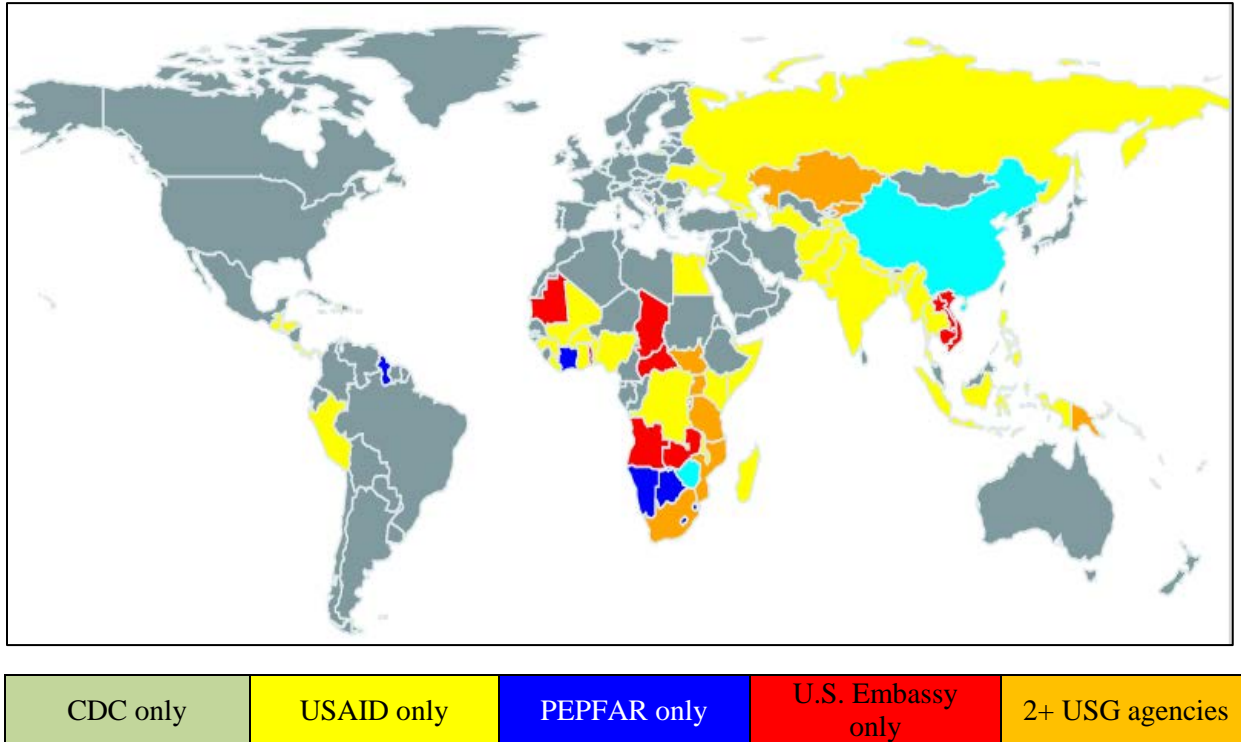 CDC only
USAID only
PEPFAR only
U.S. Embassy
only
2+ USG agencies